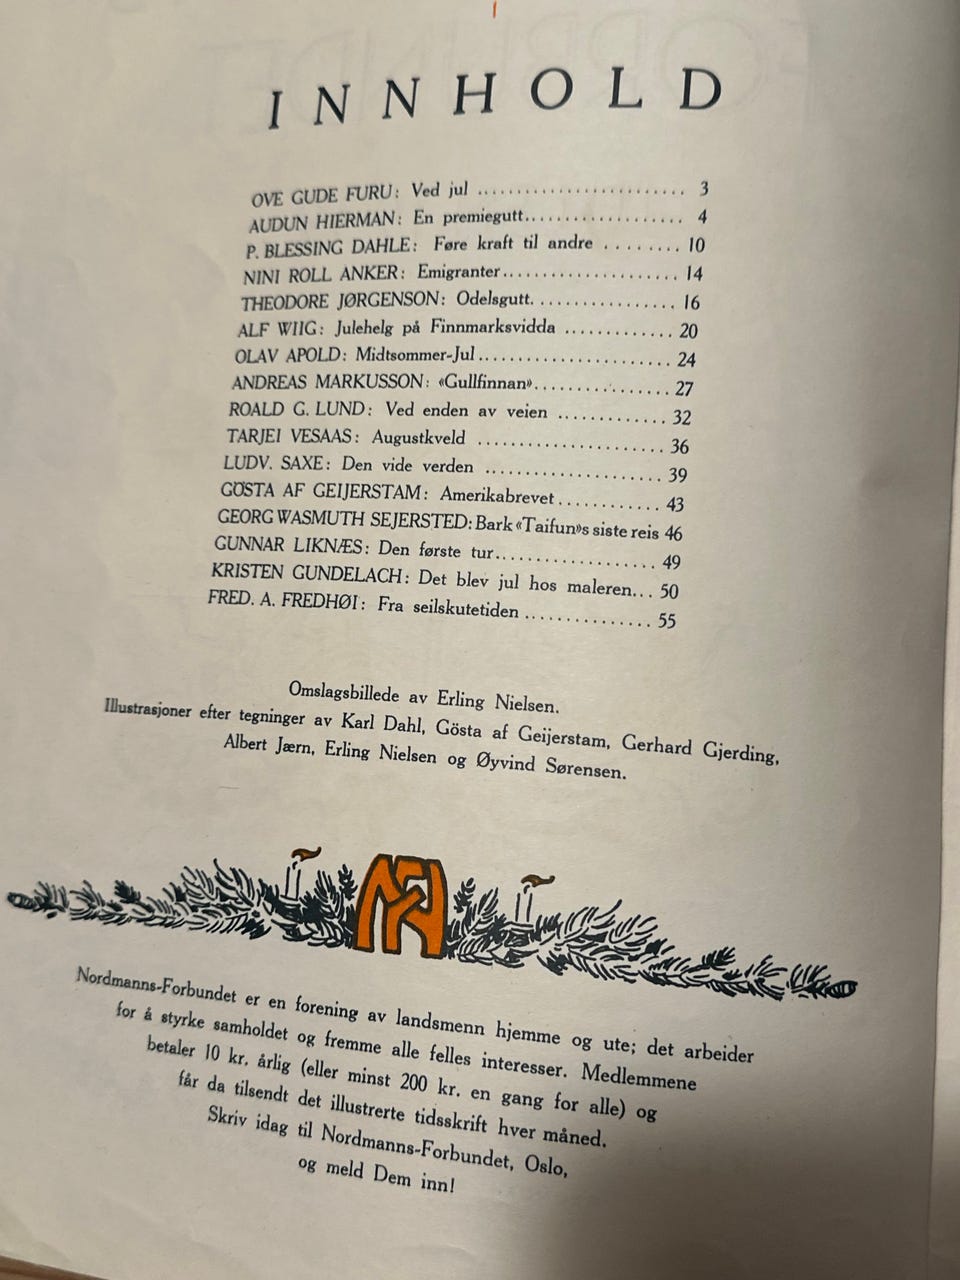 INNHOLD
OVE GUDE FURU: Ved jul ........................... 3
AUDUN HIERMAN: En premiegutt.................... 4
P. BLESSING DAHLE: Føre kraft til andre ........ 10
NINI ROLL ANKER: Emigranter..................... 14
THEODORE JØRGENSON: Odelsgutt................ 16
ALF WIIG: Julehelg på Finnmarksvidda ............ 20
OLAV APOLD: Midtsommer-Jul...................... 24
ANDREAS MARKUSSON: «Gullfinnan»............... 27
ROALD G. LUND: Ved enden av veien ............ 32
TARJEI VESAAS: Augustkveld .................... 36
LUDV. SAXE: Den vide verden ................... 39
GÖSTA AF GEIJERSTAM: Amerikabrevet............ 43
GEORG WASMUTH SEJERSTED: Bark «Taifun»s siste reis 46
GUNNAR LIKNÆS: Den første tur................. 49
KRISTEN GUNDELACH: Det blev jul hos maleren... 50
FRED. A. FREDHØI: Fra seilskutetiden ............... 55
Omslagsbillede av Erling Nielsen.
Illustrasjoner efter tegninger av Karl Dahl, Gösta af Geijerstam, Gerhard Gjerding,
Albert Jærn, Erling Nielsen og Øyvind Sørensen.
NF
Nordmanns-Forbundet er en forening av landsmenn hjemme og ute; det arbeider
for å styrke samholdet og fremme alle felles interesser. Medlemmene
betaler 10 kr. årlig (eller minst 200 kr. en gang for alle) og
får da tilsendt det illustrerte tidsskrift hver måned.
Skriv idag til Nordmanns-Forbundet, Oslo,
og meld Dem inn!